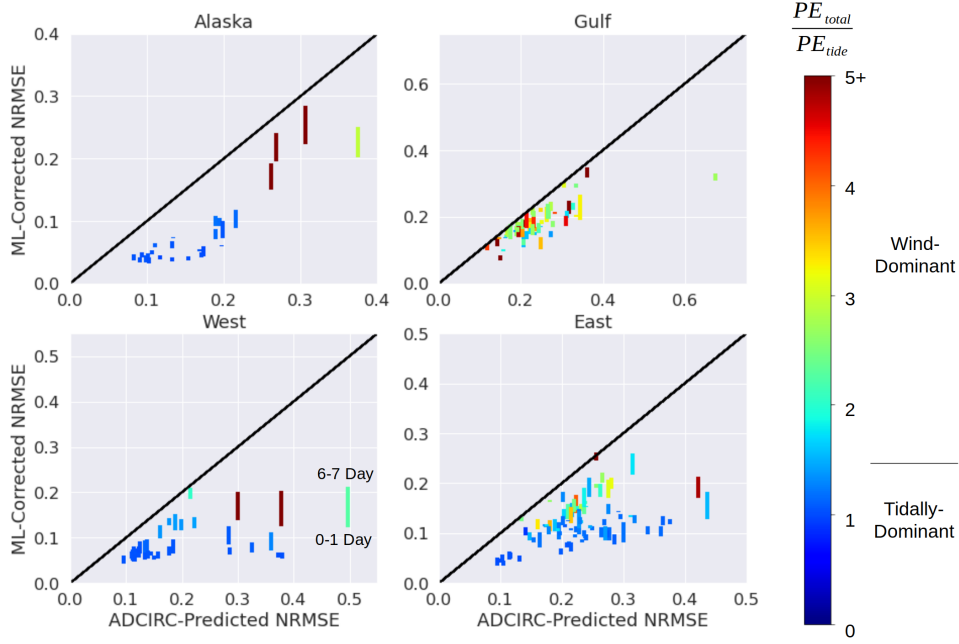 Alaska
Gulf
PE total
PE tide
0.4
0.3
0.2
0.1
0.0
ML-Corrected NRMSE
0.0 0.1 0.2 0.3 0.4
0.6
0.4
0.2
0.0
0.0 0.2 0.4 0.6
5+
4
3
2
1
0
Wind-
Dominant
Tidally-
Dominant
West
East
0.5
0.4
0.3
0.2
0.1
0.0
ML-Corrected NRMSE
6-7 Day
0-1 Day
0.0 0.1 0.2 0.3 0.4 0.5
ADCIRC-Predicted NRMSE
0.5
0.4
0.3
0.2
0.1
0.0
0.0 0.1 0.2 0.3 0.4 0.5
ADCIRC-Predicted NRMSE